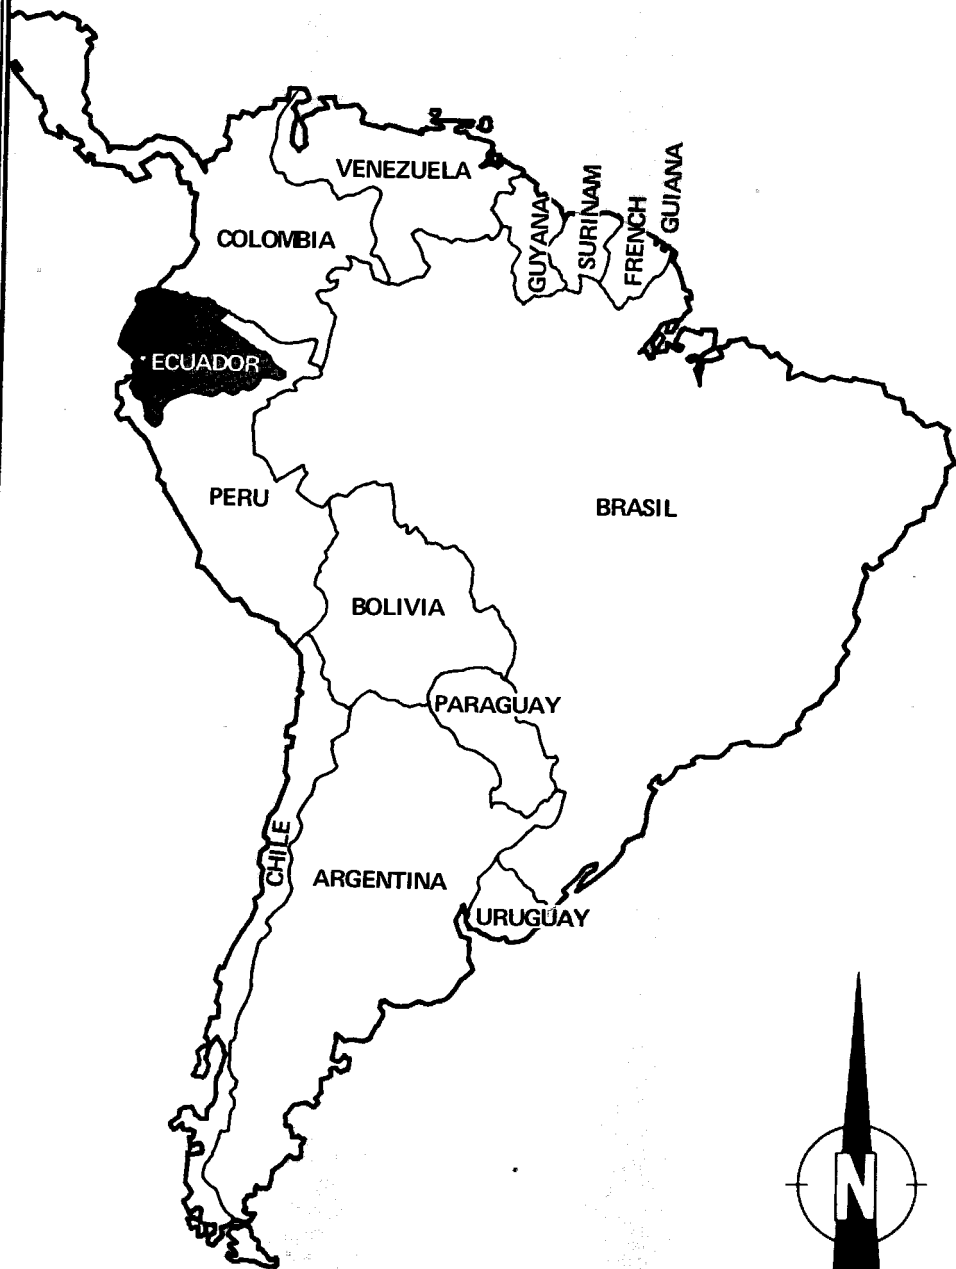 VENEZUELA
COLOMBIA
GUYANA
SURINAM
FRENCH
GUIANA
ECUADOR
PERU
BRASIL
BOLIVIA
PARAGUAY
CHILE
ARGENTINA
URUGUAY
N